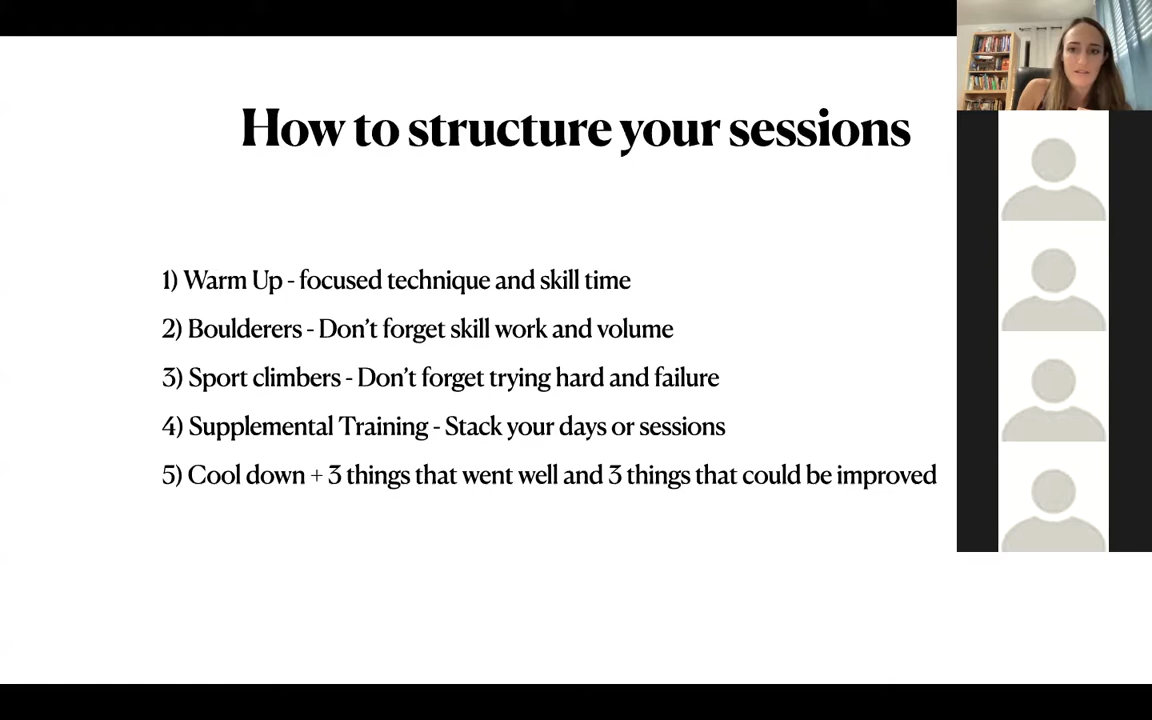 How to structure your sessions
1) Warm Up - focused technique and skill time
2) Boulderers - Don’t forget skill work and volume
3) Sport climbers - Don’t forget trying hard and failure
4) Supplemental Training - Stack your days or sessions
5) Cool down + 3 things that went well and 3 things that could be improved